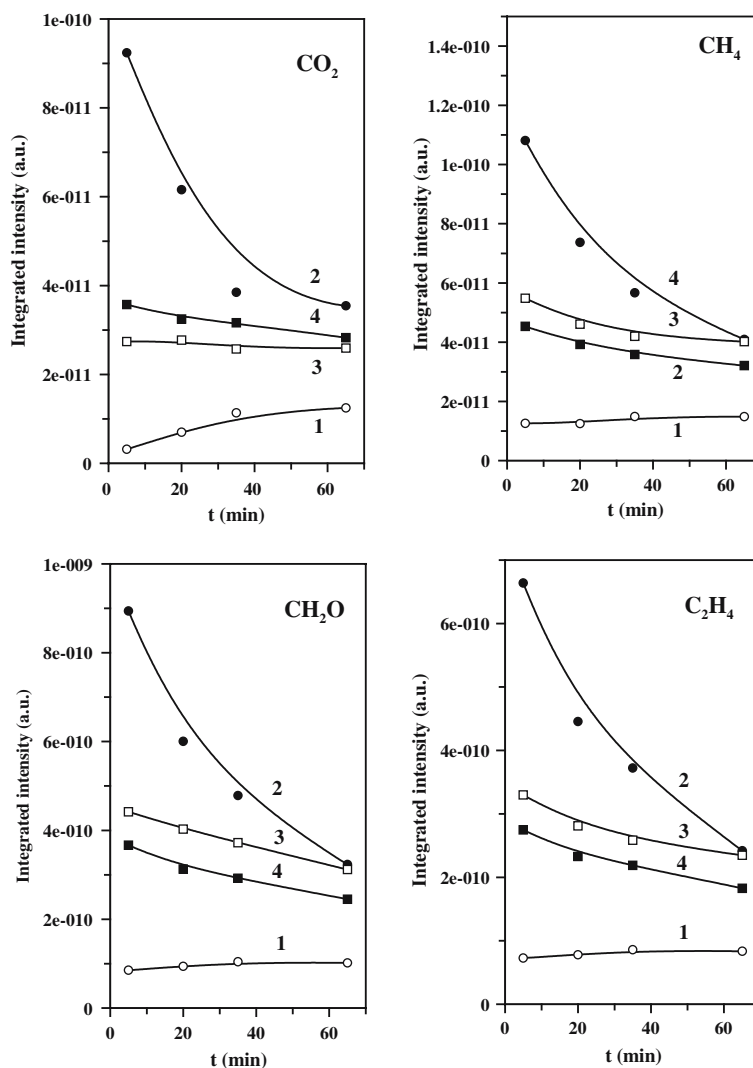 1e-010
8e-011
6e-011
4e-011
2e-011
0
Integrated intensity (a.u.)
CO₂
2
4
3
1
0 20 40 60
t (min)
1.4e-010
1.2e-010
1e-010
8e-011
6e-011
4e-011
2e-011
0
Integrated intensity (a.u.)
CH₄
4
3
2
1
0 20 40 60
t (min)
1e-009
8e-010
6e-010
4e-010
2e-010
0
Integrated intensity (a.u.)
CH₂O
2
3
4
1
0 20 40 60
t (min)
6e-010
4e-010
2e-010
0
Integrated intensity (a.u.)
C₂H₄
2
3
4
1
0 20 40 60
t (min)